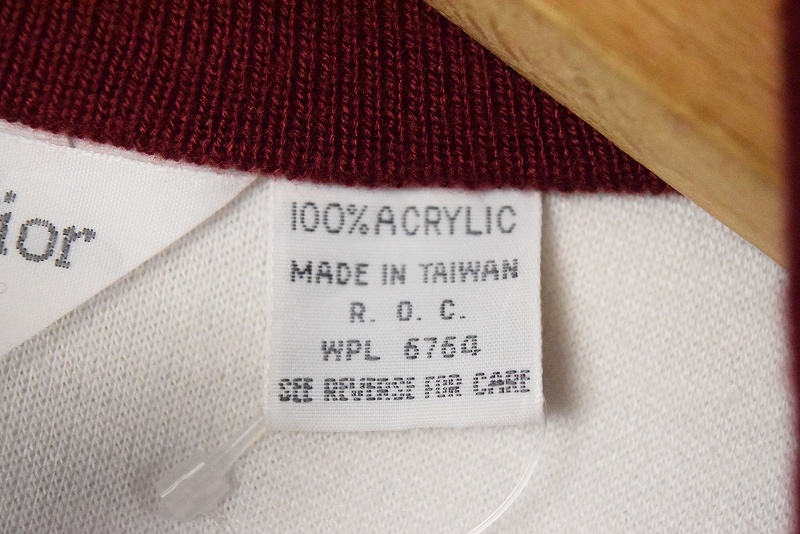 ior
100% ACRYLIC
MADE IN TAIWAN
R. O. C.
WPL 6764
SEE REVERSE FOR CARE